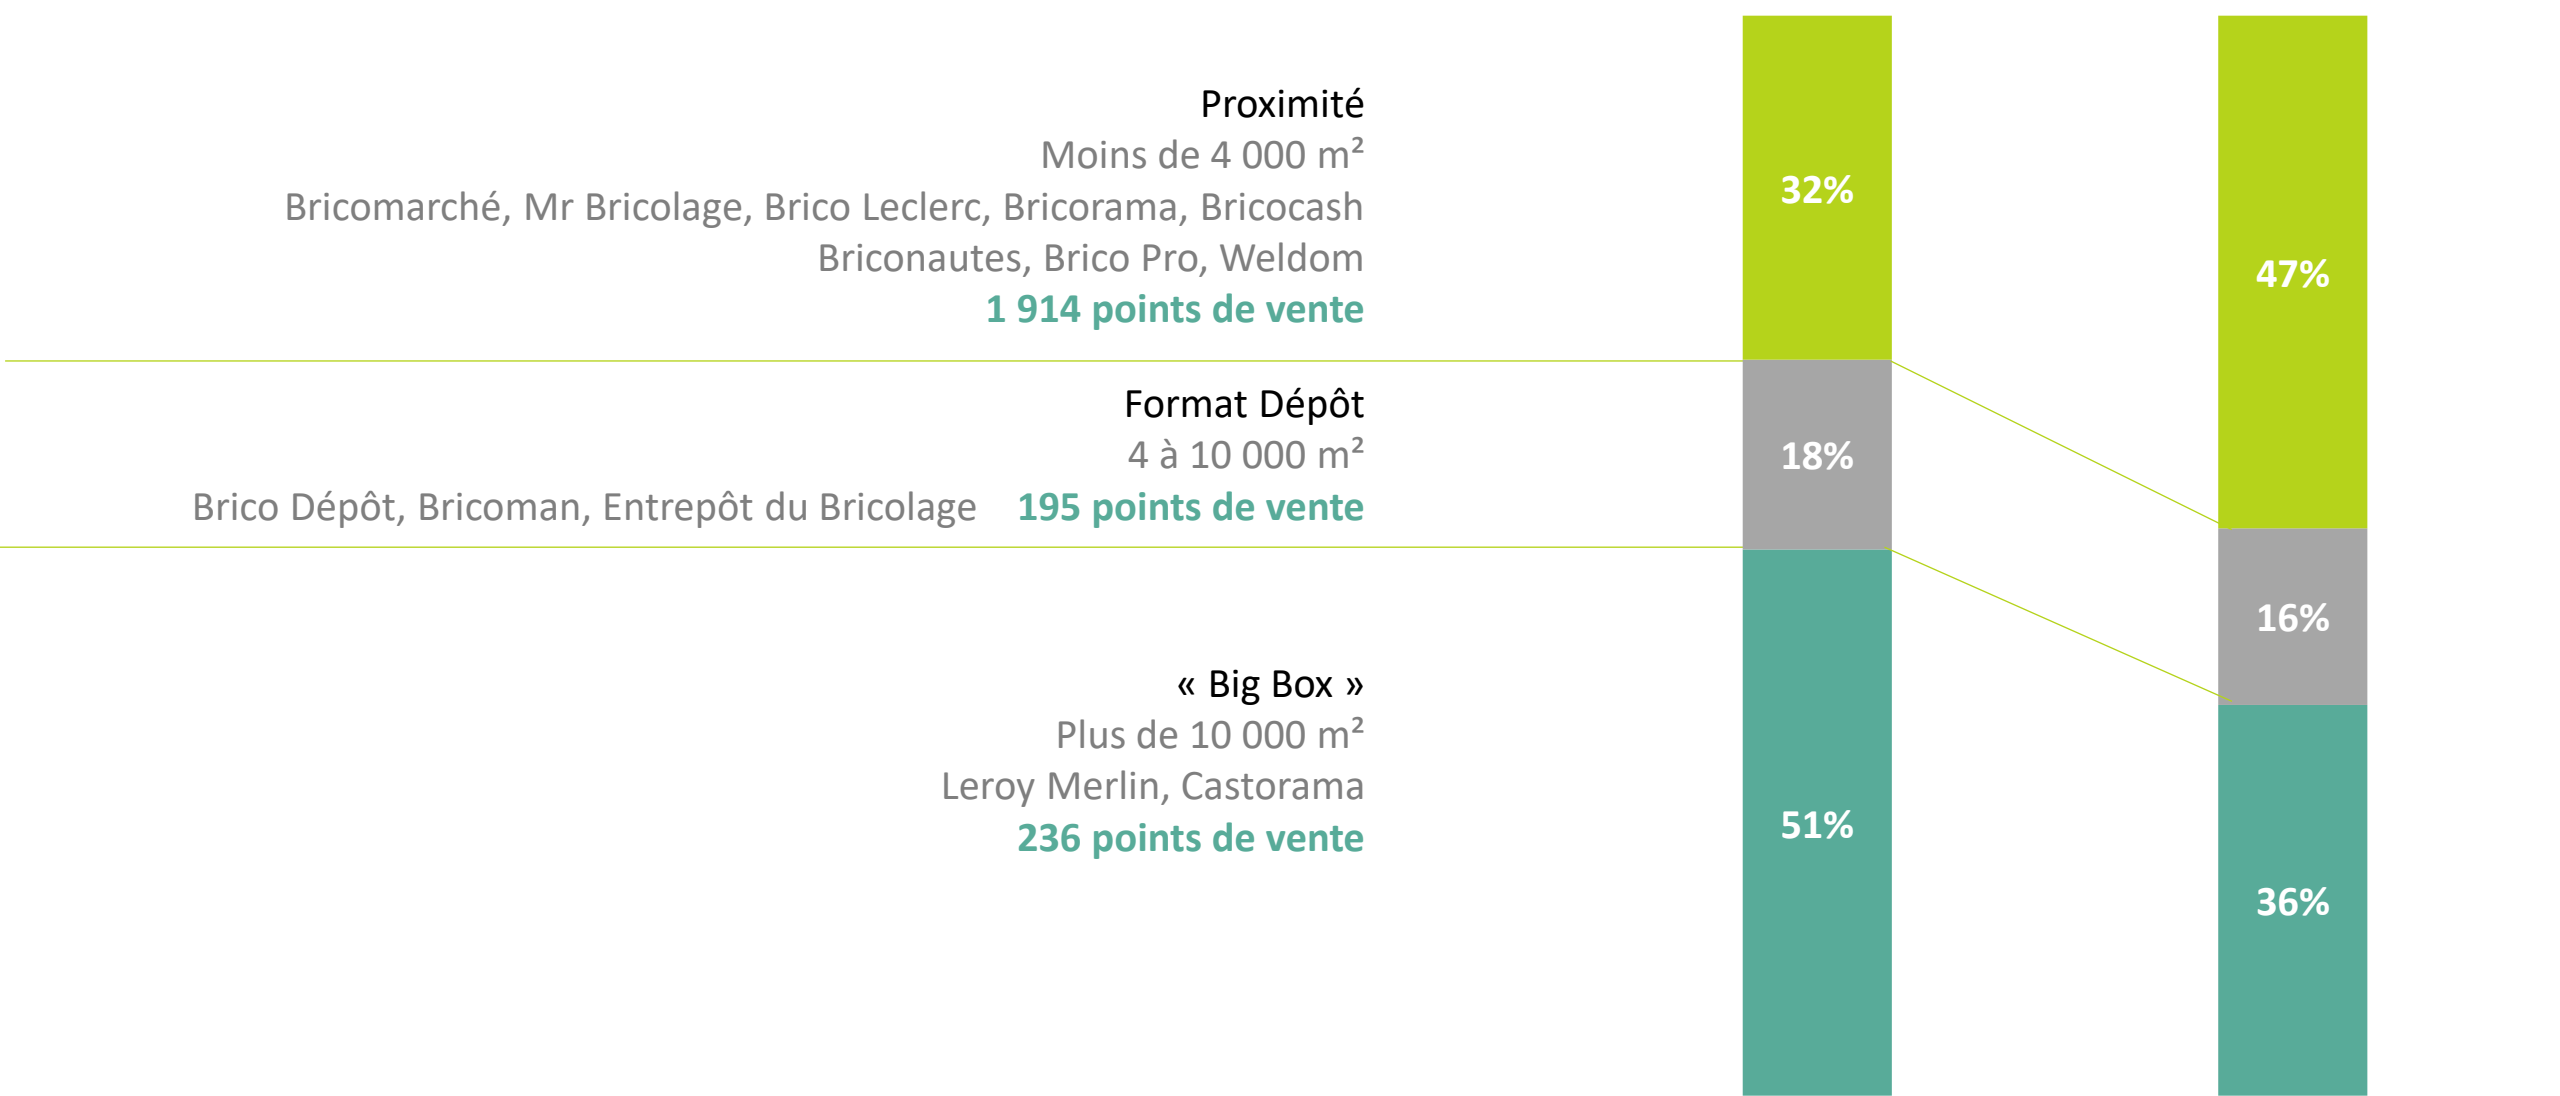 Proximité
Moins de 4 000 m²
Bricomarché, Mr Bricolage, Brico Leclerc, Bricorama, Bricocash
Briconautes, Brico Pro, Weldom
1 914 points de vente
32%
47%
Format Dépôt
4 à 10 000 m²
Brico Dépôt, Bricoman, Entrepôt du Bricolage 195 points de vente
18%
16%
« Big Box »
Plus de 10 000 m²
Leroy Merlin, Castorama
236 points de vente
51%
36%